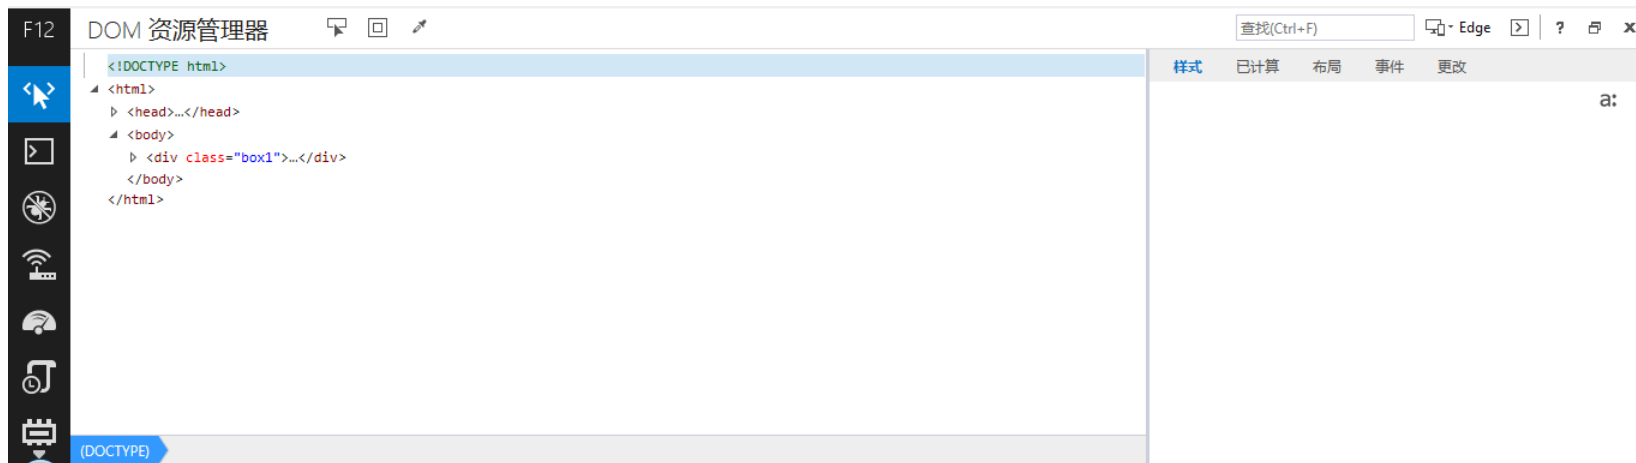 F12 DOM 资源管理器 查找(Ctrl+F) Edge ?
<!DOCTYPE html>
<html>
<head>…</head>
<body>
<div class="box1">…</div>
</body>
</html>
样式 已计算 布局 事件 更改
a:
(DOCTYPE)